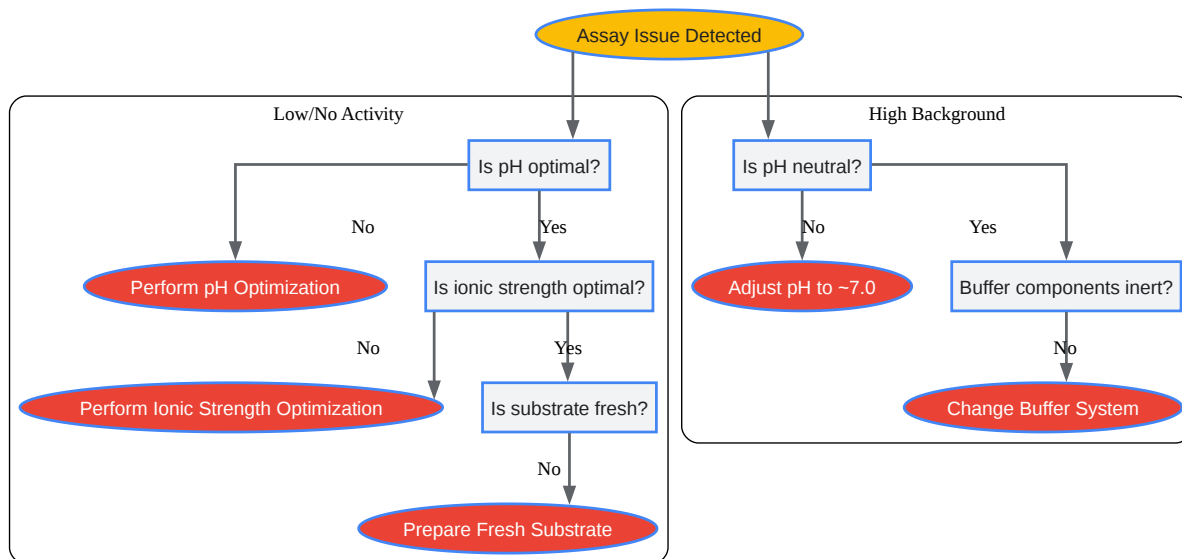 Assay Issue Detected
Low/No Activity
High Background
Is pH optimal?
Is pH neutral?
No
Yes
No
Yes
Perform pH Optimization
Is ionic strength optimal?
Adjust pH to ~7.0
Buffer components inert?
No
Yes
No
Perform Ionic Strength Optimization
Is substrate fresh?
Change Buffer System
No
Prepare Fresh Substrate